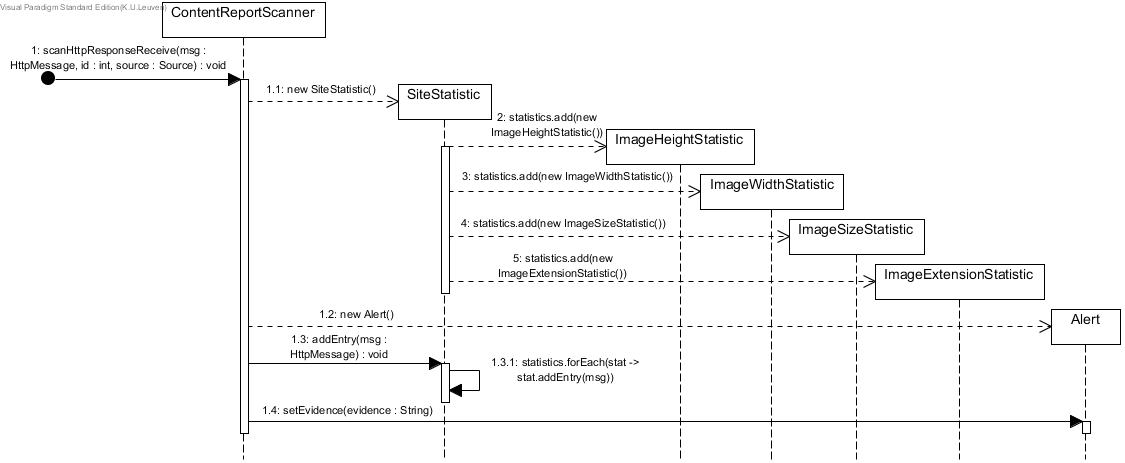 Visual Paradigm Standard Edition(K.U.Leuven)
ContentReportScanner
1: scanHttpResponseReceive(msg :
HttpMessage, id : int, source : Source) : void
1.1: new SiteStatistic()
SiteStatistic
2: statistics.add(new
ImageHeightStatistic())
ImageHeightStatistic
3: statistics.add(new ImageWidthStatistic())
ImageWidthStatistic
4: statistics.add(new ImageSizeStatistic())
ImageSizeStatistic
5: statistics.add(new
ImageExtensionStatistic())
ImageExtensionStatistic
1.2: new Alert()
Alert
1.3: addEntry(msg :
HttpMessage) : void
1.3.1: statistics.forEach(stat ->
stat.addEntry(msg))
1.4: setEvidence(evidence : String)